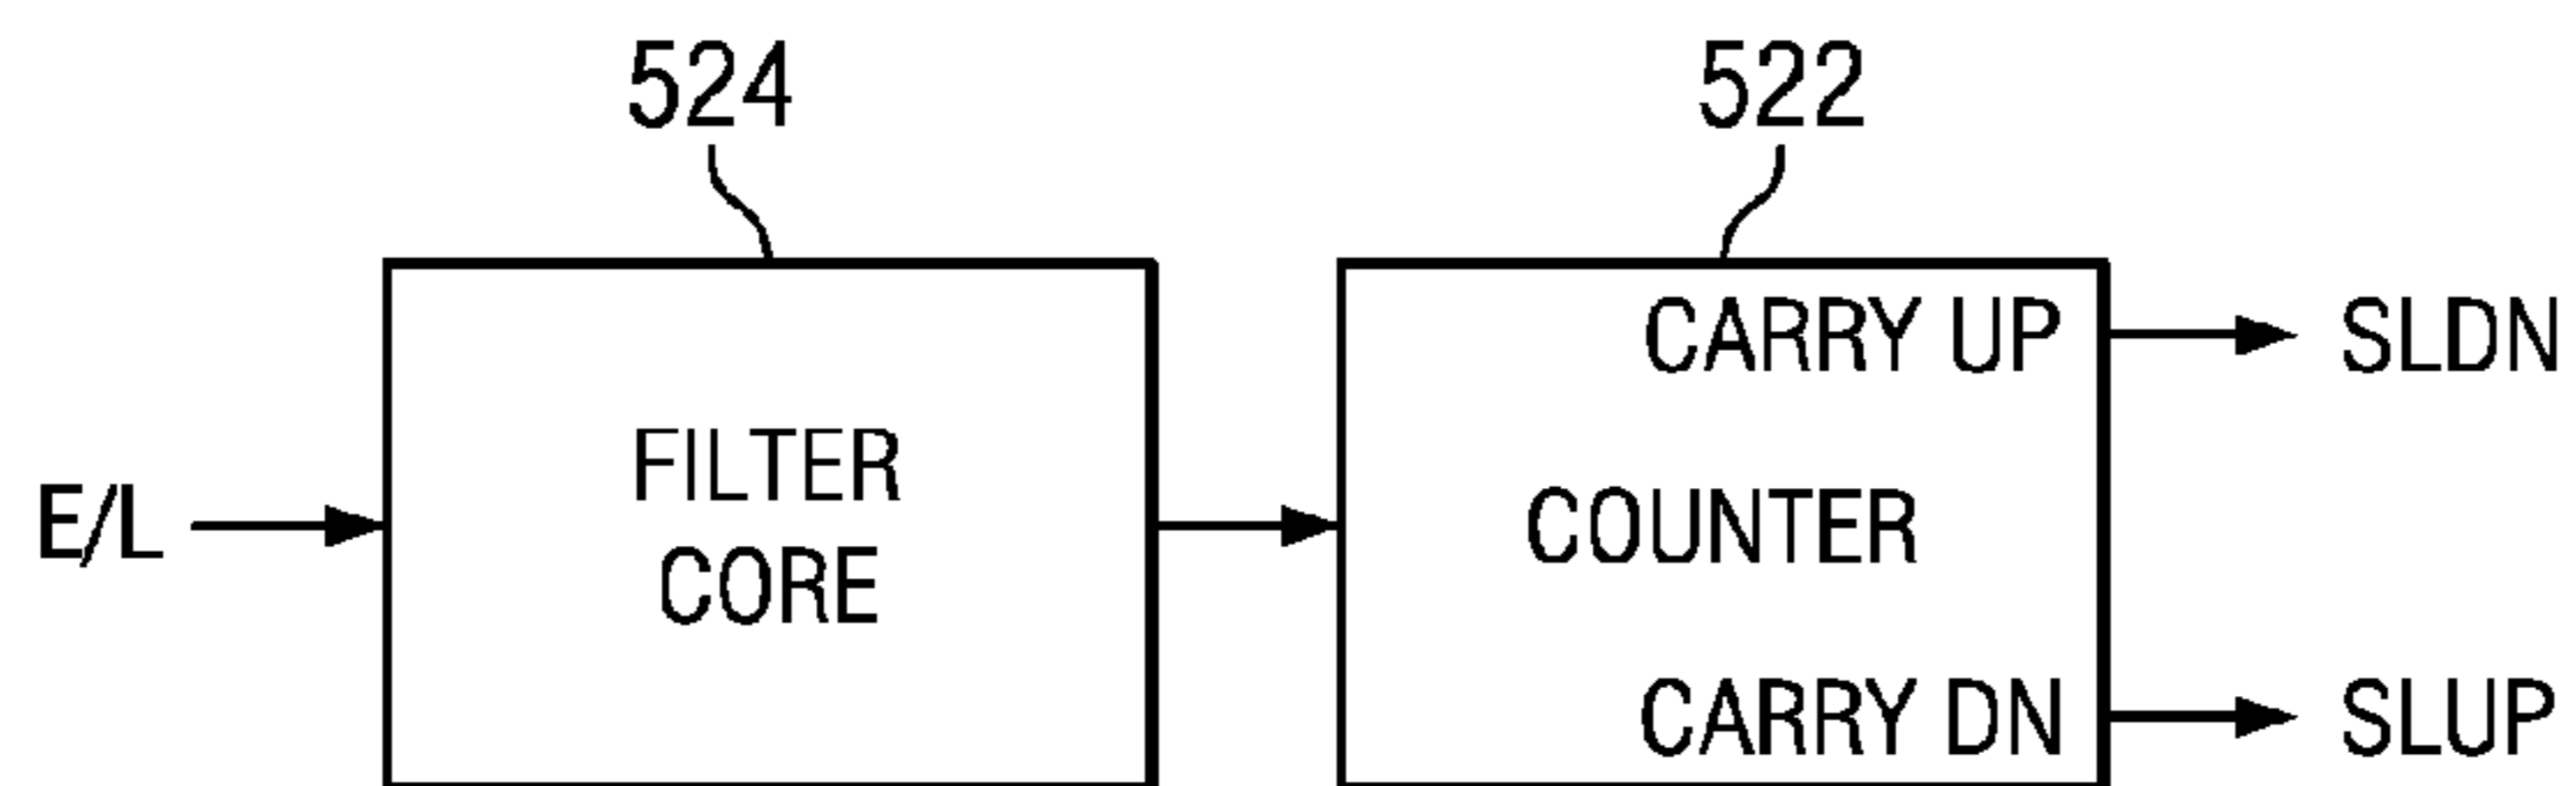 524
522
CARRY UP
SLDN
FILTER
CORE
E/L
COUNTER
CARRY DN
SLUP